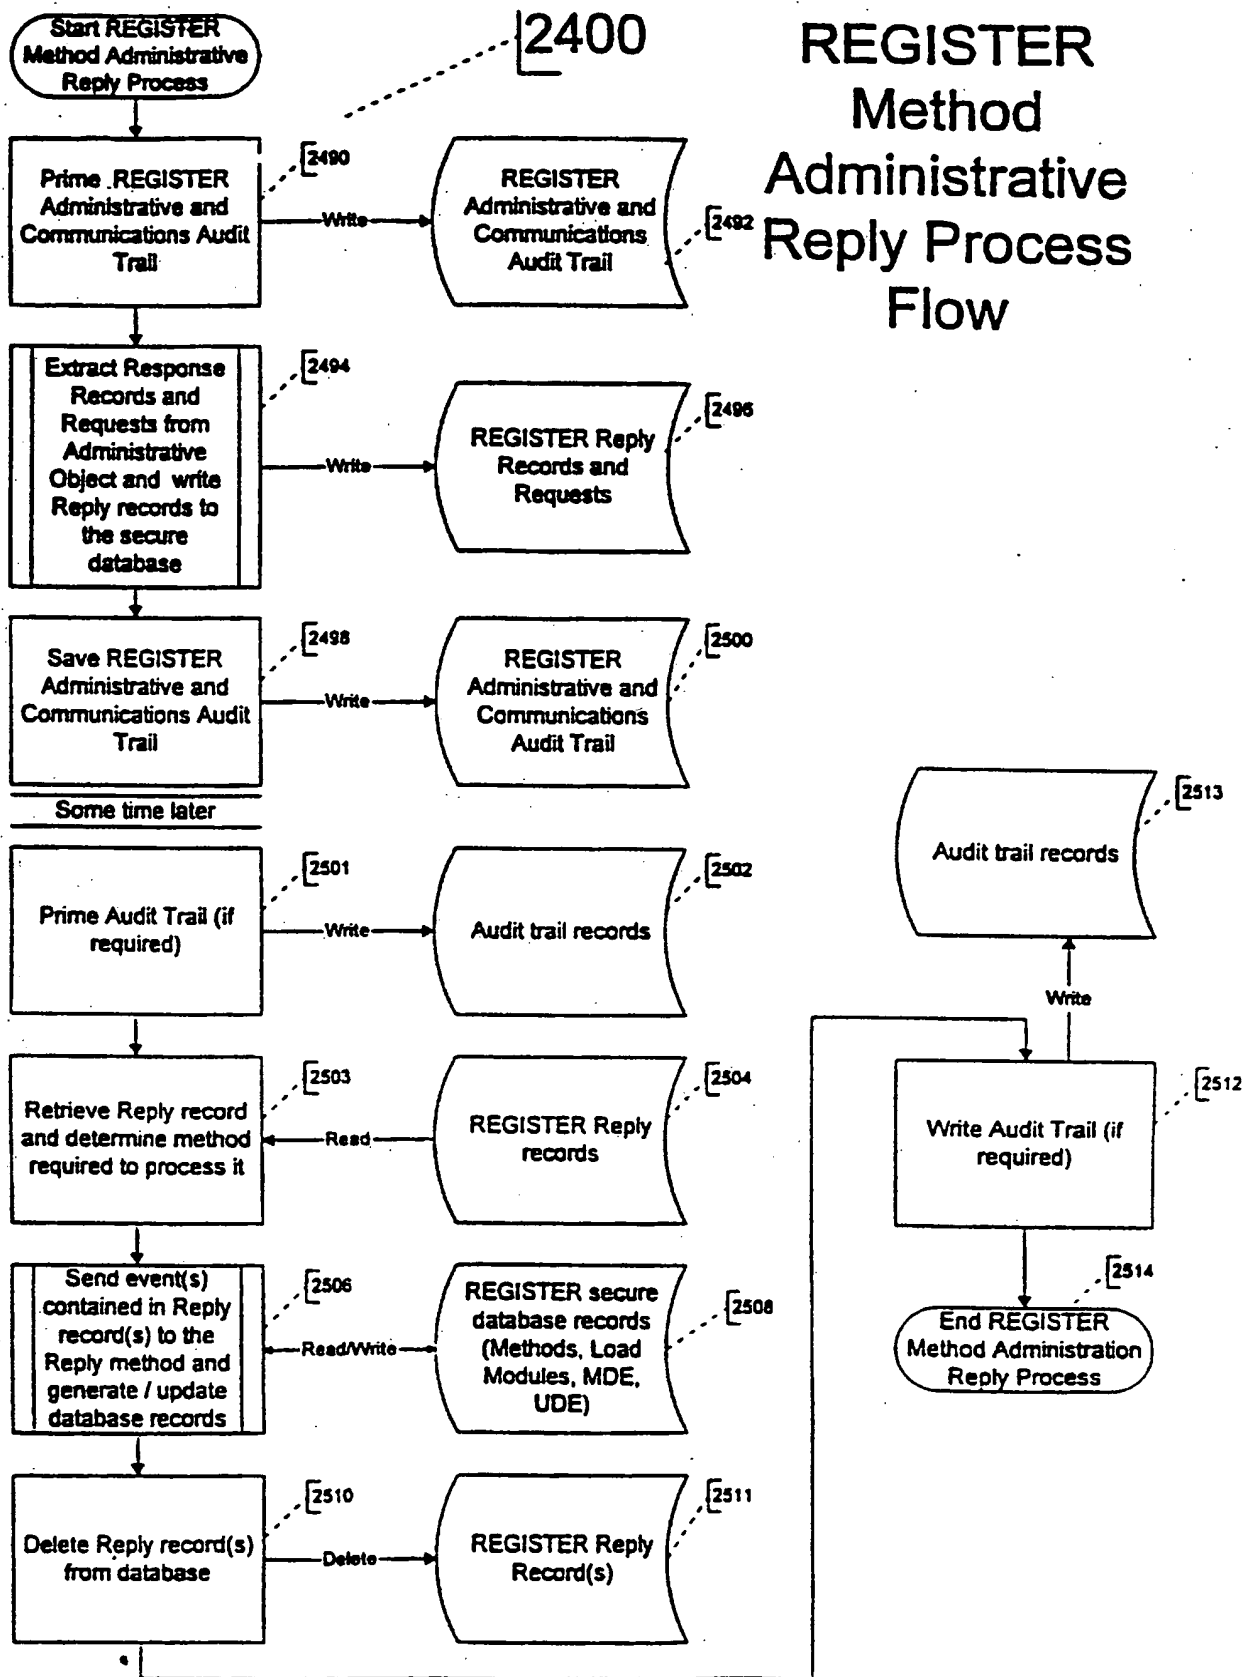 Start REGISTER
Method Administrative
Reply Process
2400
REGISTER
Method
Administrative
Reply Process
Flow
Prime REGISTER
Administrative and
Communications Audit
Trail
2490
Write
REGISTER
Administrative and
Communications
Audit Trail
2492
Extract Response
Records and
Requests from
Administrative
Object and write
Reply records to
the secure
database
2494
Write
REGISTER Reply
Records and
Requests
2496
Save REGISTER
Administrative and
Communications Audit
Trail
2498
Write
REGISTER
Administrative and
Communications
Audit Trail
2500
Some time later
Prime Audit Trail (if
required)
2501
Write
Audit trail records
2502
Retrieve Reply record
and determine method
required to process it
2503
Read
REGISTER Reply
records
2504
Send event(s)
contained in Reply
record(s) to the
Reply method and
generate / update
database records
2506
Read/Write
REGISTER secure
database records
(Methods, Load
Modules, MDE,
UDE)
2508
Delete Reply record(s)
from database
2510
Delete
REGISTER Reply
Record(s)
2511
Audit trail records
2513
Write
Write Audit Trail (if
required)
2512
2514
End REGISTER
Method Administration
Reply Process